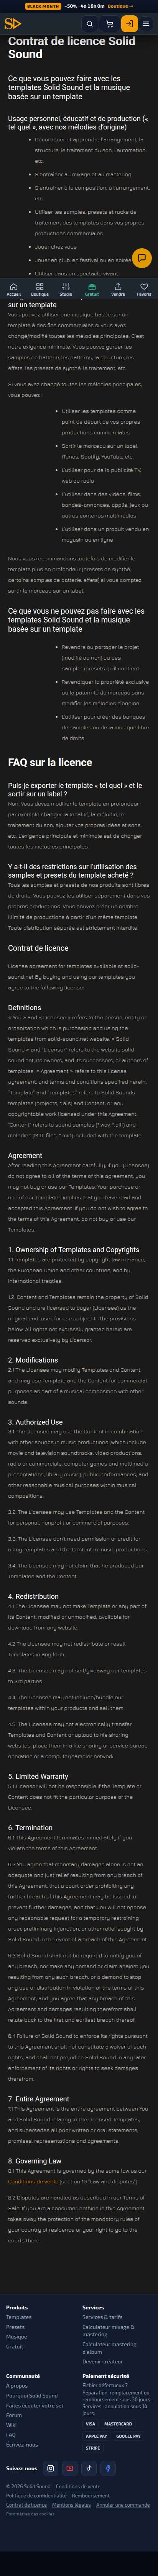 BLACK MONTH -50% 4d 16h 0m Boutique →
S
Contrat de licence Solid
Sound
Ce que vous pouvez faire avec les
templates Solid Sound et la musique
basée sur un template
Usage personnel, éducatif et de production («
tel quel », avec nos mélodies d'origine)
Découvrir comment apprendre l'arrangement, la
structure, le traitement du son, l'automation,
etc.
S'entraîner au mixage et au mastering
S'entraîner à la composition, à l'arrangement,
etc.
Utiliser les samples, presets et racks de
traitement des templates dans vos propres
productions commerciales
Jouer chez vous
Jouer en club, en festival ou en soirée
Utiliser dans un spectacle vivant
Accueil Boutique Studio Gratuit Vendre Favoris
sur un template
Vous pouvez utiliser une musique basée sur un
template à des fins commerciales si vous avez
changé/modifié toutes les mélodies principales. C'est
notre exigence minimale. Vous pouvez garder les
samples de batterie, les patterns, la structure, les
effets, les presets de synthé, le traitement, etc.
Si vous avez changé toutes les mélodies principales,
vous pouvez :
Utiliser les templates comme
point de départ de vos propres
productions commerciales
Sortir le morceau sur un label,
iTunes, Spotify, YouTube, etc.
L'utiliser pour de la publicité TV,
web ou radio
L'utiliser dans des vidéos, films,
bandes-annonces, applis, jeux ou
autres contenus multimédias
L'utiliser dans un produit vendu en
magasin ou en ligne
Nous vous recommandons toutefois de modifier le
template plus en profondeur (presets de synthé,
certains samples de batterie, effets) si vous comptez
sortir le morceau sur un label.
Ce que vous ne pouvez pas faire avec les
templates Solid Sound et la musique
basée sur un template
Revendre ou partager le projet
(modifié ou non) ou des
samples/presets qu'il contient
Revendiquer la propriété exclusive
ou la paternité du morceau sans
modifier les mélodies d'origine
L'utiliser pour créer des banques
de samples ou de la musique libre
de droits
FAQ sur la licence
Puis-je exporter le template « tel quel » et le
sortir sur un label ?
Non. Vous devez modifier le template en profondeur :
par exemple changer la tonalité, la mélodie, le
traitement du son, ajouter vos propres idées et sons.
L'exigence principale et minimale est de changer
toutes les mélodies principales.
Y a-t-il des restrictions sur l'utilisation des
samples et presets du template acheté ?
Tous les samples et presets de nos templates sont libres
de droits. Vous pouvez les utiliser séparément dans vos
propres productions. Vous pouvez créer un nombre
illimité de productions à partir d'un même template.
Toute distribution séparée est strictement interdite.
Contrat de licence
License agreement for templates available at solid-
sound.net By buying and using our templates you
agree to the following license:
Definitions
« You » and « Licensee » refers to the person, entity, or
organization which is purchasing and using the
templates from solid-sound.net website. « Solid
Sound » and "Licensor" refers to the website solid-
sound.net, its owners, and its successors, or authors, or
copyrights holders. « Agreement » refers to this license
agreement, and terms and conditions specified herein.
"Template" and "Templates" refers to Solid Sounds
templates (projects, *.als) and Content, or any
copyrightable work licensed under this Agreement.
"Content" refers to sound samples (*.wav, *.aiff) and
melodies (MIDI files, *.mid) included with the template.
Agreement
After reading this Agreement carefully, if you (Licensee)
do not agree to all of the terms of this agreement, you
may not buy or use our Templates. Your purchase or
use of our Templates implies that you have read and
accepted this agreement. If you do not wish to agree to
the terms of this Agreement, do not buy or use our
Templates.
1. Ownership of Templates and Copyrights
1.1 Templates are protected by copyright law in France,
the European Union and other countries, and by
international treaties.
1.2. Content and Templates remain the property of Solid
Sound and are licensed to buyer (Licensee) as the original
end-user, for exclusive use subject to provisions
below. All rights not expressly granted herein are
reserved exclusively by Licensor.
2. Modifications
2.1 The Licensee may modify Templates and Content,
and may use Template and the Content for commercial
purposes as part of a musical composition with other
sounds.
3. Authorized Use
3.1 The Licensee may use the Content in combination
with other sounds in music productions (which include
movie and television soundtracks, video productions,
radio or commercials, computer games and multimedia
presentations, library music), public performances, and
other reasonable musical purposes within musical
compositions.
3.2. The Licensee may use Templates and the Content
for personal, nonprofit or commercial purposes.
3.3. The Licensee don't need permission or credit for
using Templates and the Content in music productions.
3.4. The Licensee may not claim that he produced our
Templates and the Content.
4. Redistribution
4.1 The Licensee may not make Template or any part of
its Content, modified or unmodified, available for
download from any website.
4.2 The Licensee may not redistribute or resell
Templates in any form.
4.3. The Licensee may not sell/giveaway our templates
to 3rd parties.
4.4. The Licensee may not include/bundle our
templates within your products and sell them.
4.5. The Licensee may not electronically transfer
Templates and Content or upload to file sharing
websites, place them in a file sharing or service bureau
operation or a computer/sampler network.
5. Limited Warranty
5.1 Licensor will not be responsible if the Template or
Content does not fit the particular purpose of the
Licensee.
6. Termination
6.1 This Agreement terminates immediately if you
violate the terms of this Agreement.
6.2 You agree that monetary damages alone is not an
adequate and just relief resulting from any breach of
this Agreement, that a court order prohibiting any
further breach of this Agreement may be issued to
prevent further damages, and that you will not oppose
any reasonable request for a temporary restraining
order, preliminary injunction, or other relief sought by
Solid Sound in the event of a breach of this Agreement.
6.3 Solid Sound shall not be required to notify you of
any such breach, and may make any demand or claim against you
resulting from any such a breach, on demand to your
use or distribution in violation of the terms of this
Agreement, and you agree that any breach of this
Agreement and damages resulting therefrom shall
relate back to the first and earliest breach thereof.
6.4 Failure of Solid Sound to enforce its rights pursuant
to this Agreement shall not constitute a waiver of such
rights, and shall not prejudice Solid Sound in any later
enforcement of its rights or rights to seek damages
therefrom.
7. Entire Agreement
7.1 This Agreement is the entire agreement between You
and Solid Sound relating to the Licensed Templates,
and supersedes all prior written or oral statements,
promises, representations and agreements.
8. Governing Law
8.1 This Agreement is governed by the same law as our
Conditions de vente (section 10 "Law and disputes").
8.2 Disputes are handled as described in our Terms of
Sale. If you are a consumer, nothing in this Agreement
takes away the protection of the mandatory rules of
your country of residence or your right to go to the
courts there.
Produits
Templates
Presets
Musique
Gratuit
Services
Services & tarifs
Calculateur mixage &
mastering
Calculateur mastering
d'album
Devenir créateur
Communauté
À propos
Pourquoi Solid Sound
Faites écouter votre set
Forum
Wiki
FAQ
Écrivez-nous
Paiement sécurisé
Fichier défectueux ?
Réparation, remplacement ou
remboursement sous 30 jours.
Services : annulation sous 14
jours.
VISA MASTERCARD
APPLE PAY GOOGLE PAY
STRIPE
Suivez-nous
© 2026 Solid Sound Conditions de vente
Politique de confidentialité Remboursement
Contrat de licence Mentions légales Annuler une commande
Paramètres des cookies